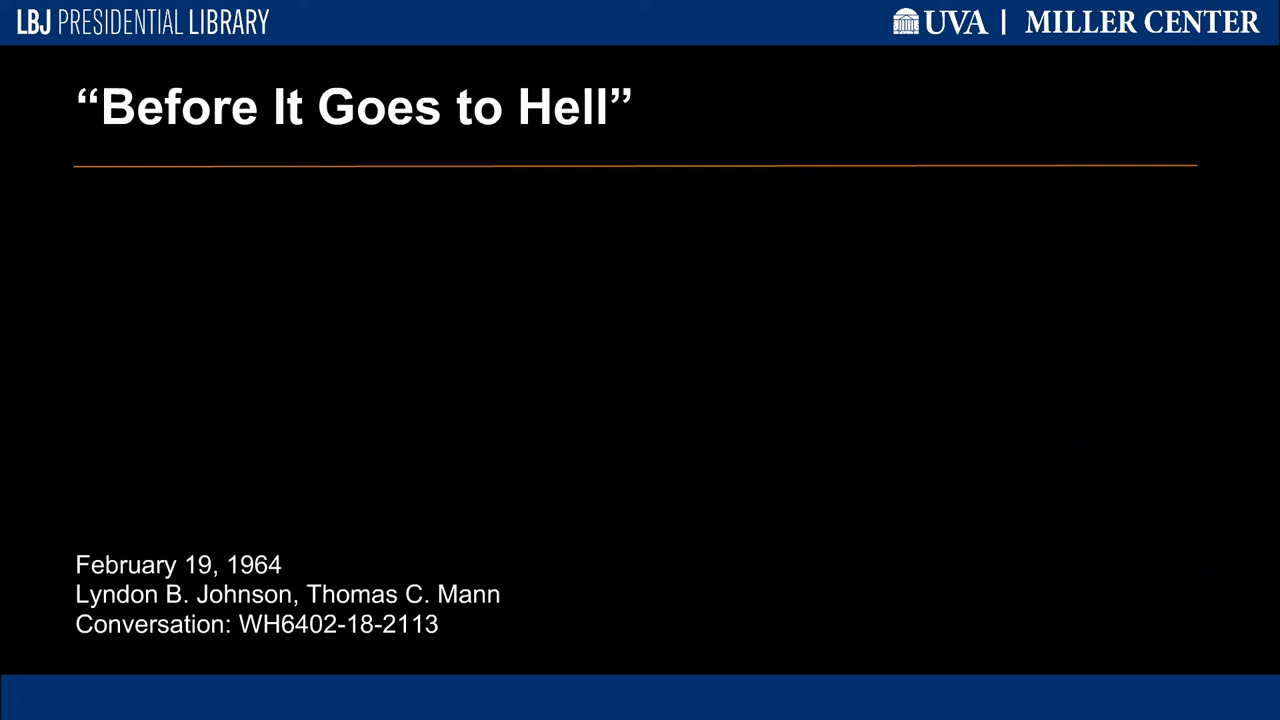 LBJ PRESIDENTIAL LIBRARY
UVA | MILLER CENTER
“Before It Goes to Hell”
February 19, 1964
Lyndon B. Johnson, Thomas C. Mann
Conversation: WH6402-18-2113